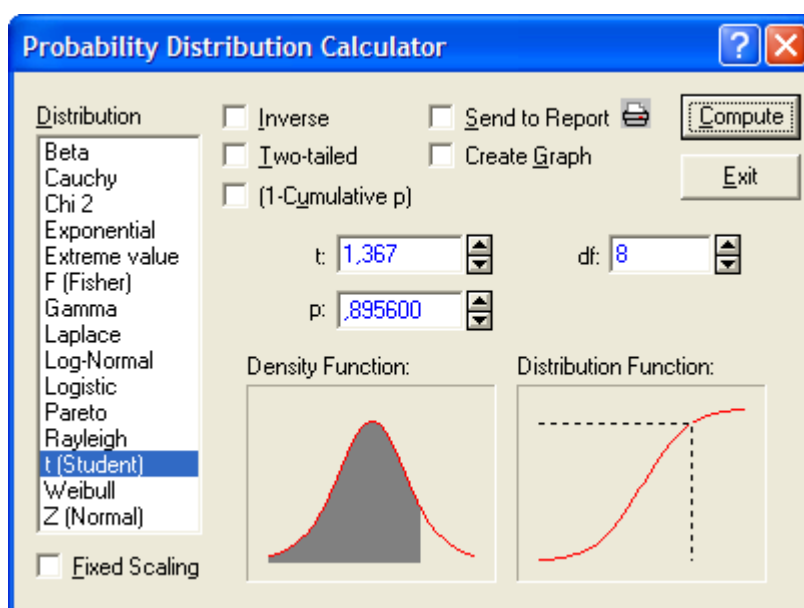 Probability Distribution Calculator
Distribution
Beta
Cauchy
Chi 2
Exponential
Extreme value
F (Fisher)
Gamma
Laplace
Log-Normal
Logistic
Pareto
Rayleigh
t (Student)
Weibull
Z (Normal)
Fixed Scaling
Inverse
Send to Report
Two-tailed
Create Graph
(1-Cumulative p)
Compute
Exit
t: 1,367
df: 8
p: ,895600
Density Function:
Distribution Function: